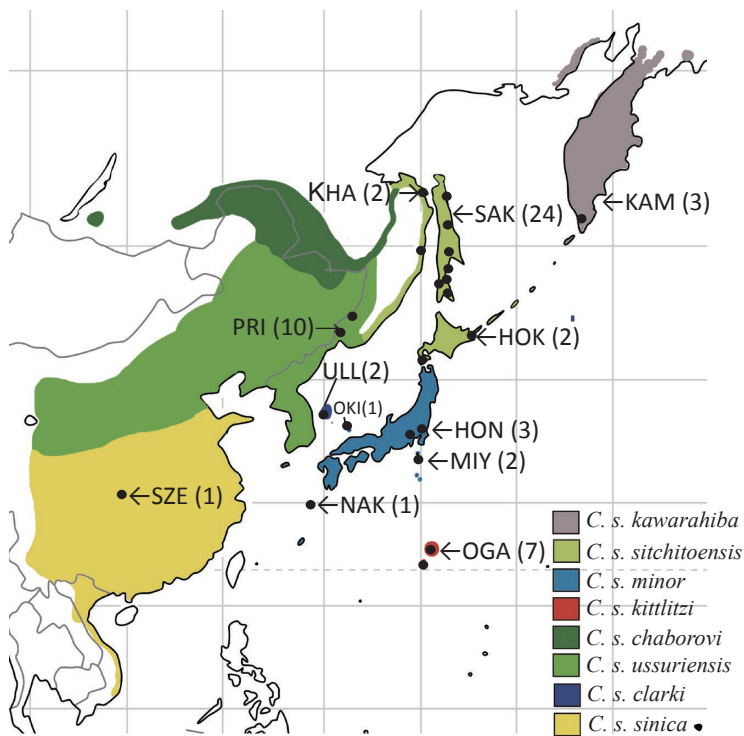 KHA (2)
SAK (24)
KAM (3)
PRI (10)
HOK (2)
ULL(2)
OKI(1)
HON (3)
MIY (2)
SZE (1)
NAK (1)
OGA (7)
C. s. kawarahiba
C. s. sitchitoensis
C. s. minor
C. s. kittlitzi
C. s. chaborovi
C. s. ussuriensis
C. s. clarki
C. s. sinica